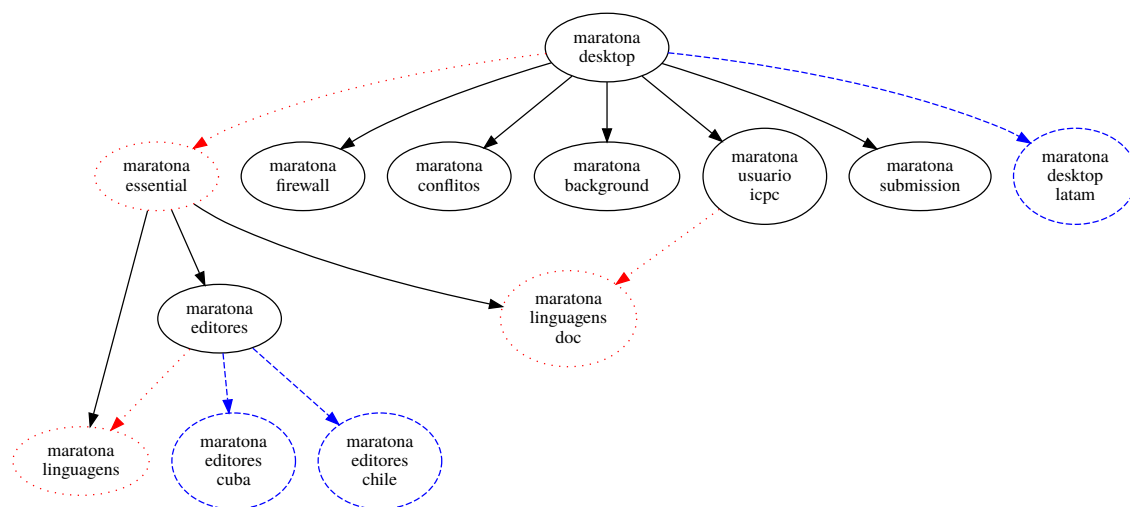 maratona
desktop
maratona
essential
maratona
firewall
maratona
conflitos
maratona
background
maratona
usuario
icpc
maratona
submission
maratona
desktop
latam
maratona
editores
maratona
linguagens
doc
maratona
linguagens
maratona
editores
cuba
maratona
editores
chile